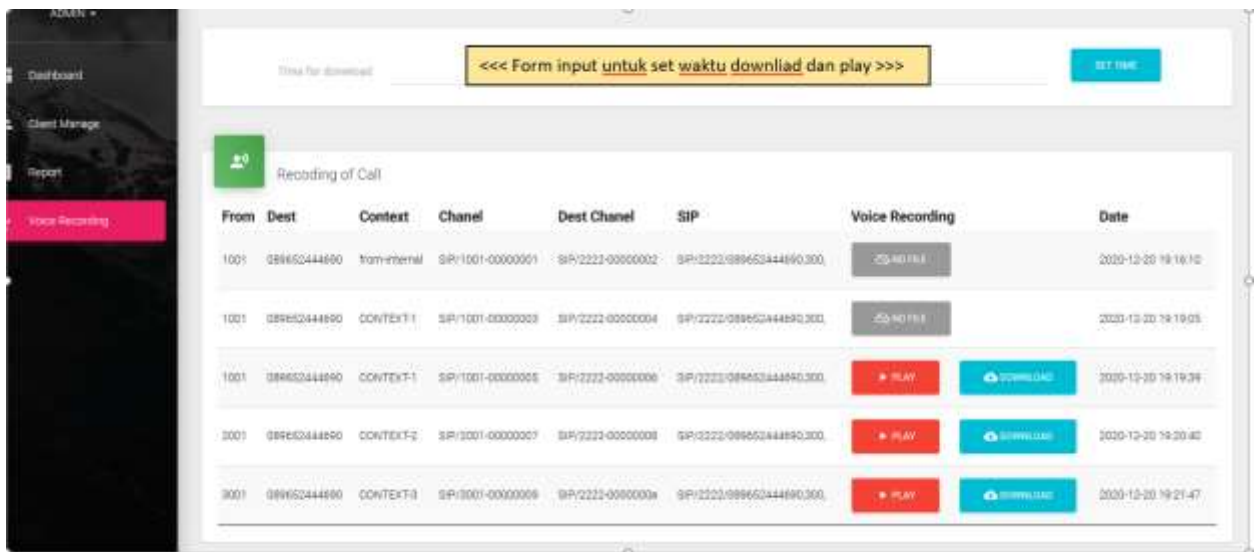 ADMIN
Dashboard
Client Manage
Report
Voice Recording
Time for download
<<< Form input untuk set waktu downliad dan play >>>
SET TIME
Recoding of Call
From Dest Context Chanel Dest Chanel SIP Voice Recording Date
1001 089652444690 from-internal SIP/1001-00000001 SIP/2222-00000002 SIP/2222/089652444690,300, NO FILE 2020-12-20 19:16:10
1001 089652444690 CONTEXT-1 SIP/1001-00000003 SIP/2222-00000004 SIP/2222/089652444690,300, NO FILE 2020-12-20 19:19:05
1001 089652444690 CONTEXT-1 SIP/1001-00000005 SIP/2222-00000006 SIP/2222/089652444690,300, PLAY DOWNLOAD 2020-12-20 19:19:39
2001 089652444690 CONTEXT-2 SIP/2001-00000007 SIP/2222-00000008 SIP/2222/089652444690,300, PLAY DOWNLOAD 2020-12-20 19:20:40
3001 089652444690 CONTEXT-3 SIP/3001-00000009 SIP/2222-0000000a SIP/2222/089652444690,300, PLAY DOWNLOAD 2020-12-20 19:21:47